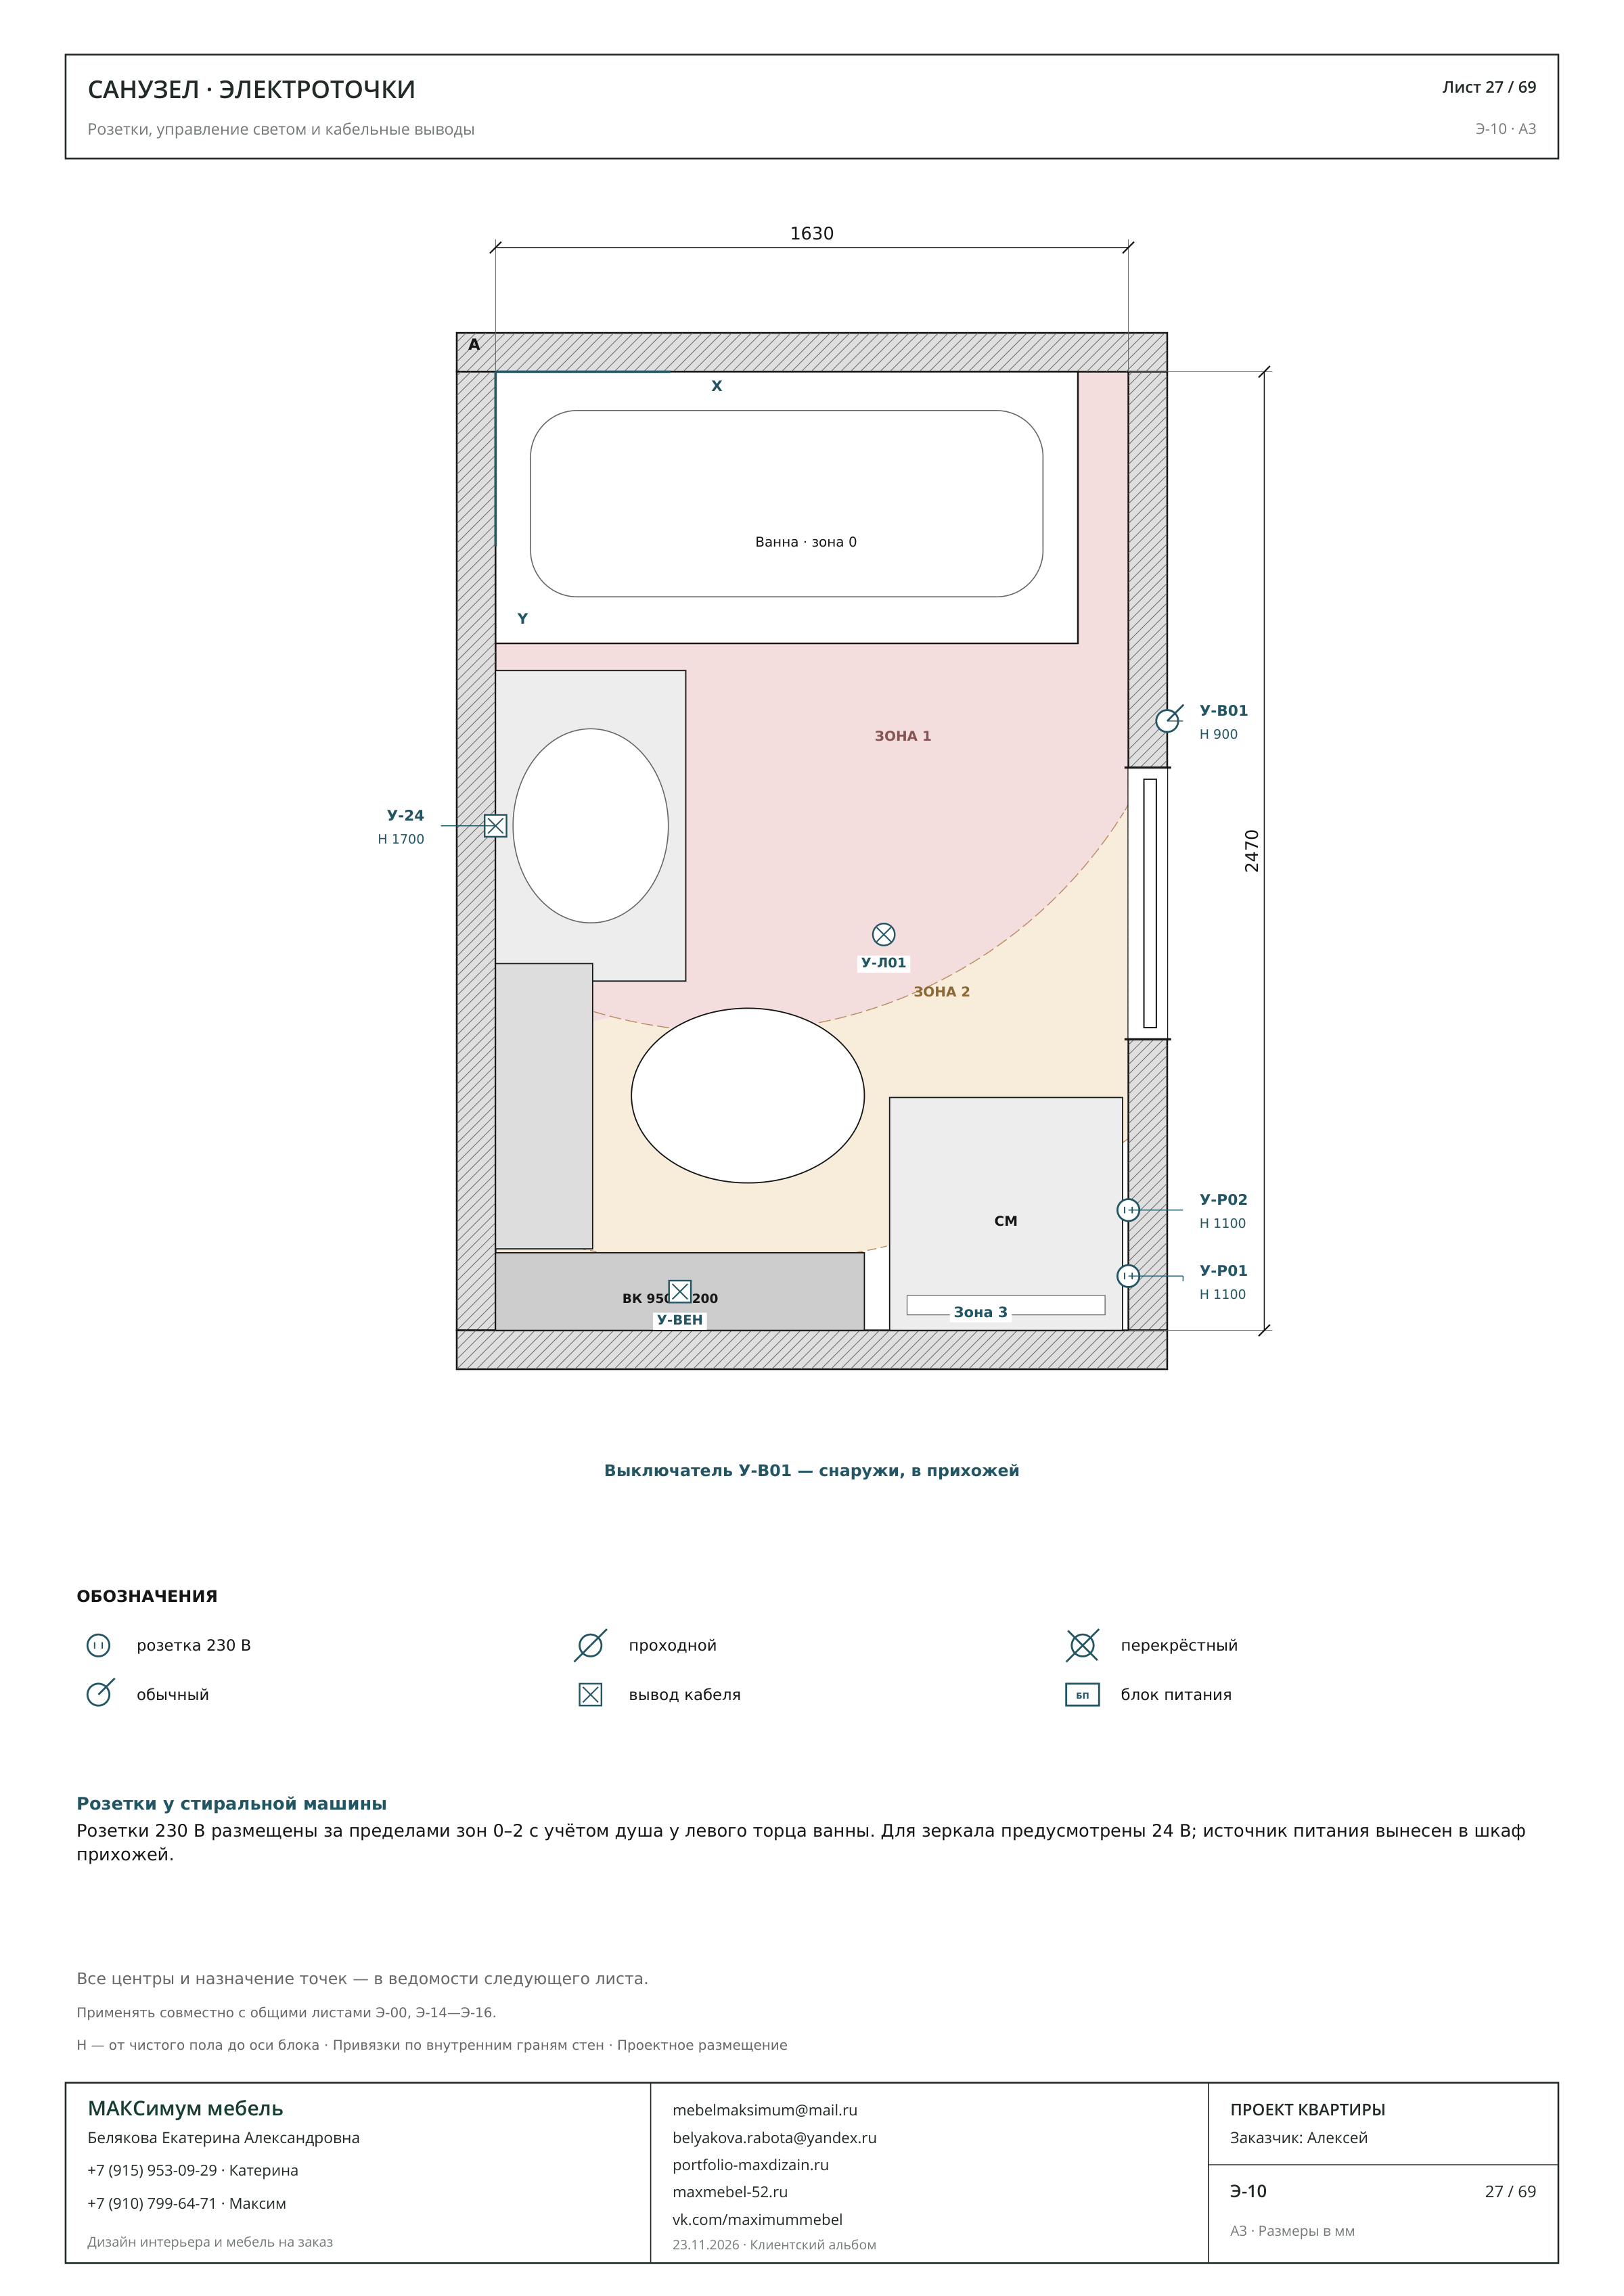 САНУЗЕЛ · ЭЛЕКТРОТОЧКИ
Лист 27 / 69
Розетки, управление светом и кабельные выводы
Э-10 · А3
1630
А
X
Ванна · зона 0
Y
У-В01
Н 900
ЗОНА 1
У-24
Н 1700
2470
У-Л01
ЗОНА 2
У-Р02
Н 1100
СМ
У-Р01
Н 1100
ВК 950 200
У-ВЕН
Зона 3
Выключатель У-В01 — снаружи, в прихожей
ОБОЗНАЧЕНИЯ
розетка 230 В
проходной
перекрёстный
обычный
вывод кабеля
БП
блок питания
Розетки у стиральной машины
Розетки 230 В размещены за пределами зон 0–2 с учётом душа у левого торца ванны. Для зеркала предусмотрены 24 В; источник питания вынесен в шкаф
прихожей.
Все центры и назначение точек — в ведомости следующего листа.
Применять совместно с общими листами Э-00, Э-14—Э-16.
Н — от чистого пола до оси блока · Привязки по внутренним граням стен · Проектное размещение
МАКСимум мебель
Белякова Екатерина Александровна
+7 (915) 953-09-29 · Катерина
+7 (910) 799-64-71 · Максим
Дизайн интерьера и мебель на заказ
mebelmaksimum@mail.ru
belyakova.rabota@yandex.ru
portfolio-maxdizain.ru
maxmebel-52.ru
vk.com/maximummebel
23.11.2026 · Клиентский альбом
ПРОЕКТ КВАРТИРЫ
Заказчик: Алексей
Э-10
27 / 69
А3 · Размеры в мм